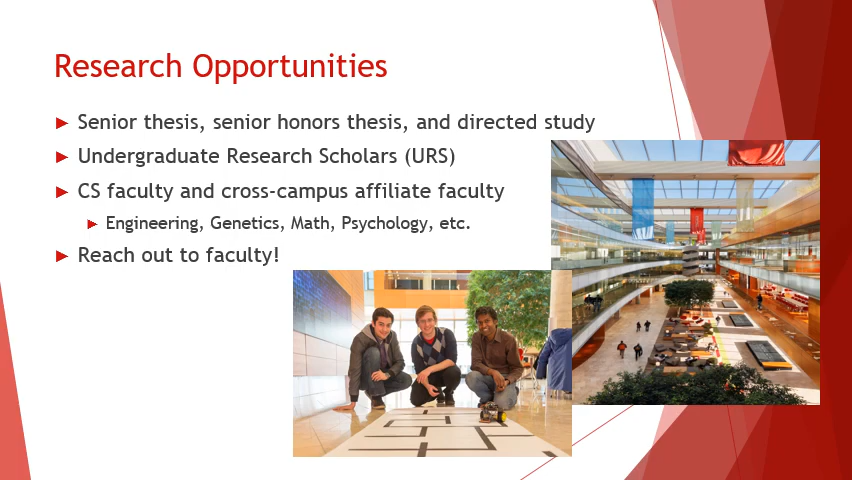 Research Opportunities
Senior thesis, senior honors thesis, and directed study
Undergraduate Research Scholars (URS)
CS faculty and cross-campus affiliate faculty
Engineering, Genetics, Math, Psychology, etc.
Reach out to faculty!